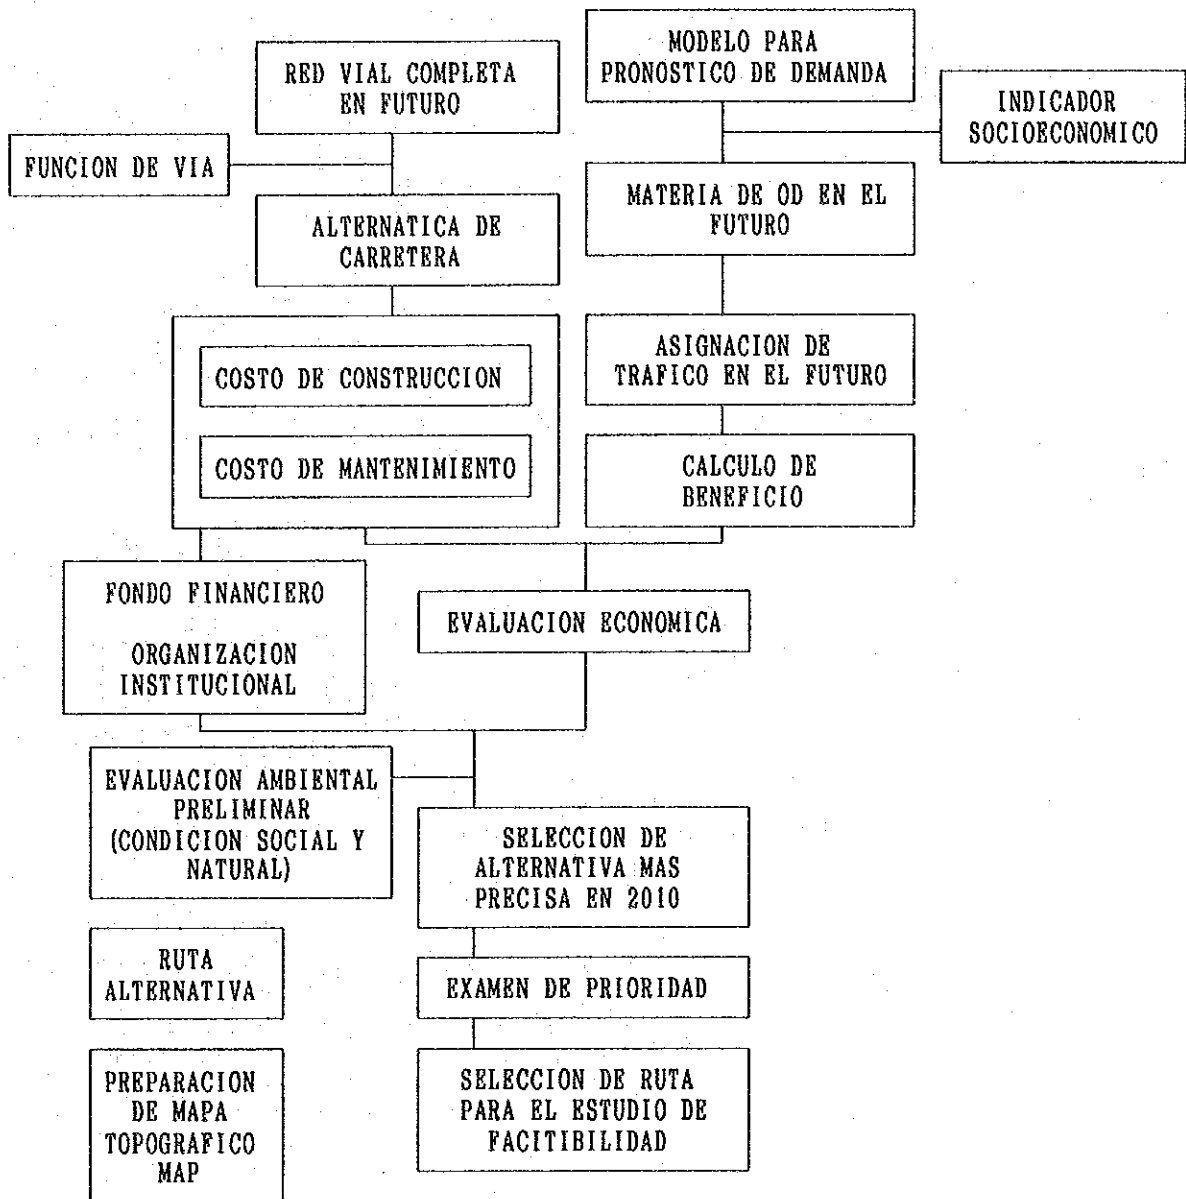 MODELO PARA
PRONOSTICO DE DEMANDA
RED VIAL COMPLETA
EN FUTURO
INDICADOR
SOCIOECONOMICO
FUNCION DE VIA
MATERIA DE OD EN EL
FUTURO
ALTERNATICA DE
CARRETERA
ASIGNACION DE
TRAFICO EN EL FUTURO
COSTO DE CONSTRUCCION
COSTO DE MANTENIMIENTO
CALCULO DE
BENEFICIO
FONDO FINANCIERO
ORGANIZACION
INSTITUCIONAL
EVALUACION ECONOMICA
EVALUACION AMBIENTAL
PRELIMINAR
(CONDICION SOCIAL Y
NATURAL)
SELECCION DE
ALTERNATIVA MAS
PRECISA EN 2010
RUTA
ALTERNATIVA
EXAMEN DE PRIORIDAD
PREPARACION
DE MAPA
TOPOGRAFICO
MAP
SELECCION DE RUTA
PARA EL ESTUDIO DE
FACITIBILIDAD